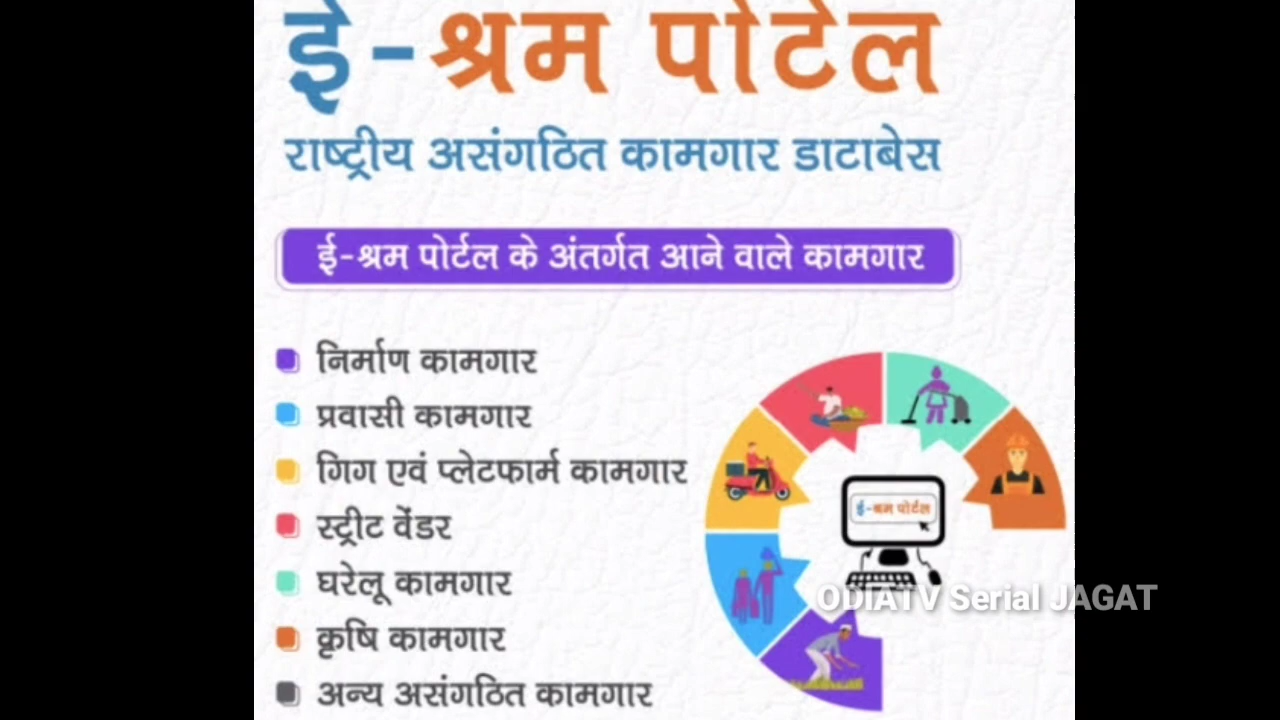 ई-श्रम पोर्टल
राष्ट्रीय असंगठित कामगार डाटाबेस
ई-श्रम पोर्टल के अंतर्गत आने वाले कामगार
निर्माण कामगार
प्रवासी कामगार
गिग एवं प्लेटफार्म कामगार
स्ट्रीट वेंडर
घरेलू कामगार
कृषि कामगार
अन्य असंगठित कामगार
ई-श्रम पोर्टल
ODIATV Serial JAGAT